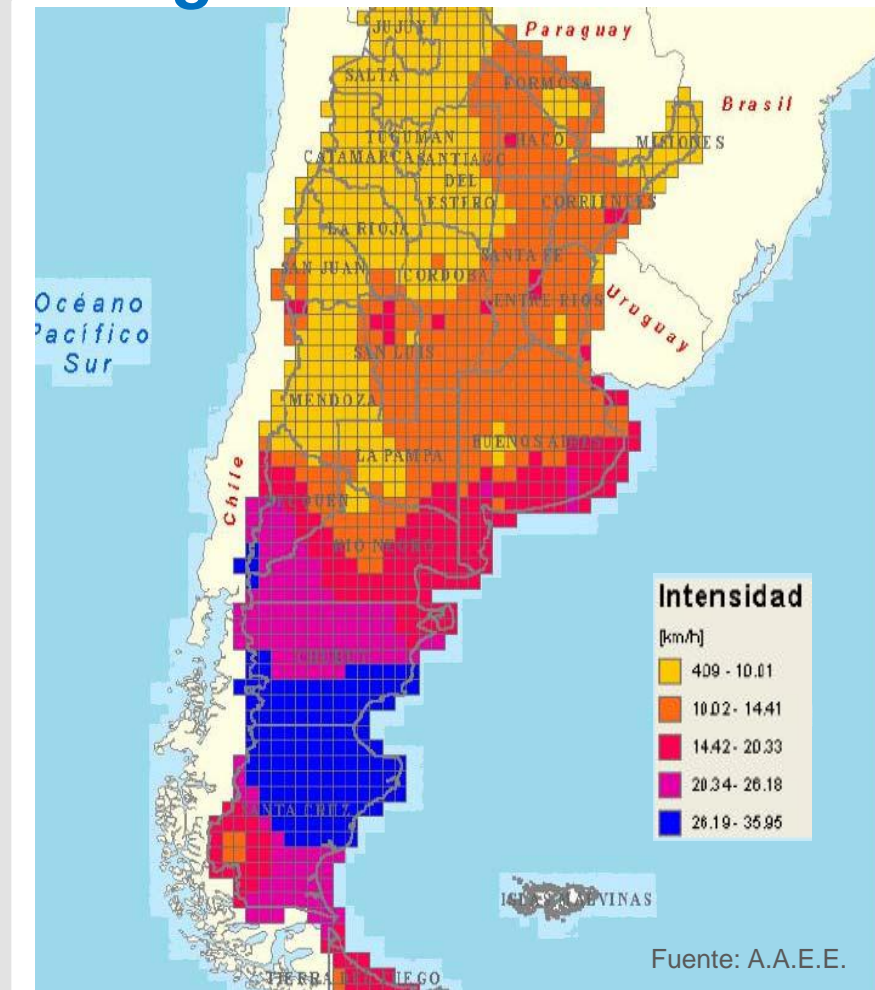 g
JUJUY
Paraguay
SALTA
FORMOSA
Brasil
TUCUMAN
CHACO
MISIONES
CATAMARCA
SANTIAGO
DEL
ESTERO
CORRIENTES
LA RIOJA
SANTA FE
SAN JUAN
CORDOBA
Océano
Pacífico
Sur
ENTRE RIOS
Uruguay
SAN LUIS
MENDOZA
BUENOS AIRES
LA PAMPA
Chile
NEUQUEN
RIO NEGRO
CHUBUT
SANTA CRUZ
ISLAS MALVINAS
TIERRA DEL FUEGO
Intensidad
[km/h]
4.09 - 10.01
10.02 - 14.41
14.42 - 20.33
20.34 - 26.18
26.19 - 35.95
Fuente: A.A.E.E.